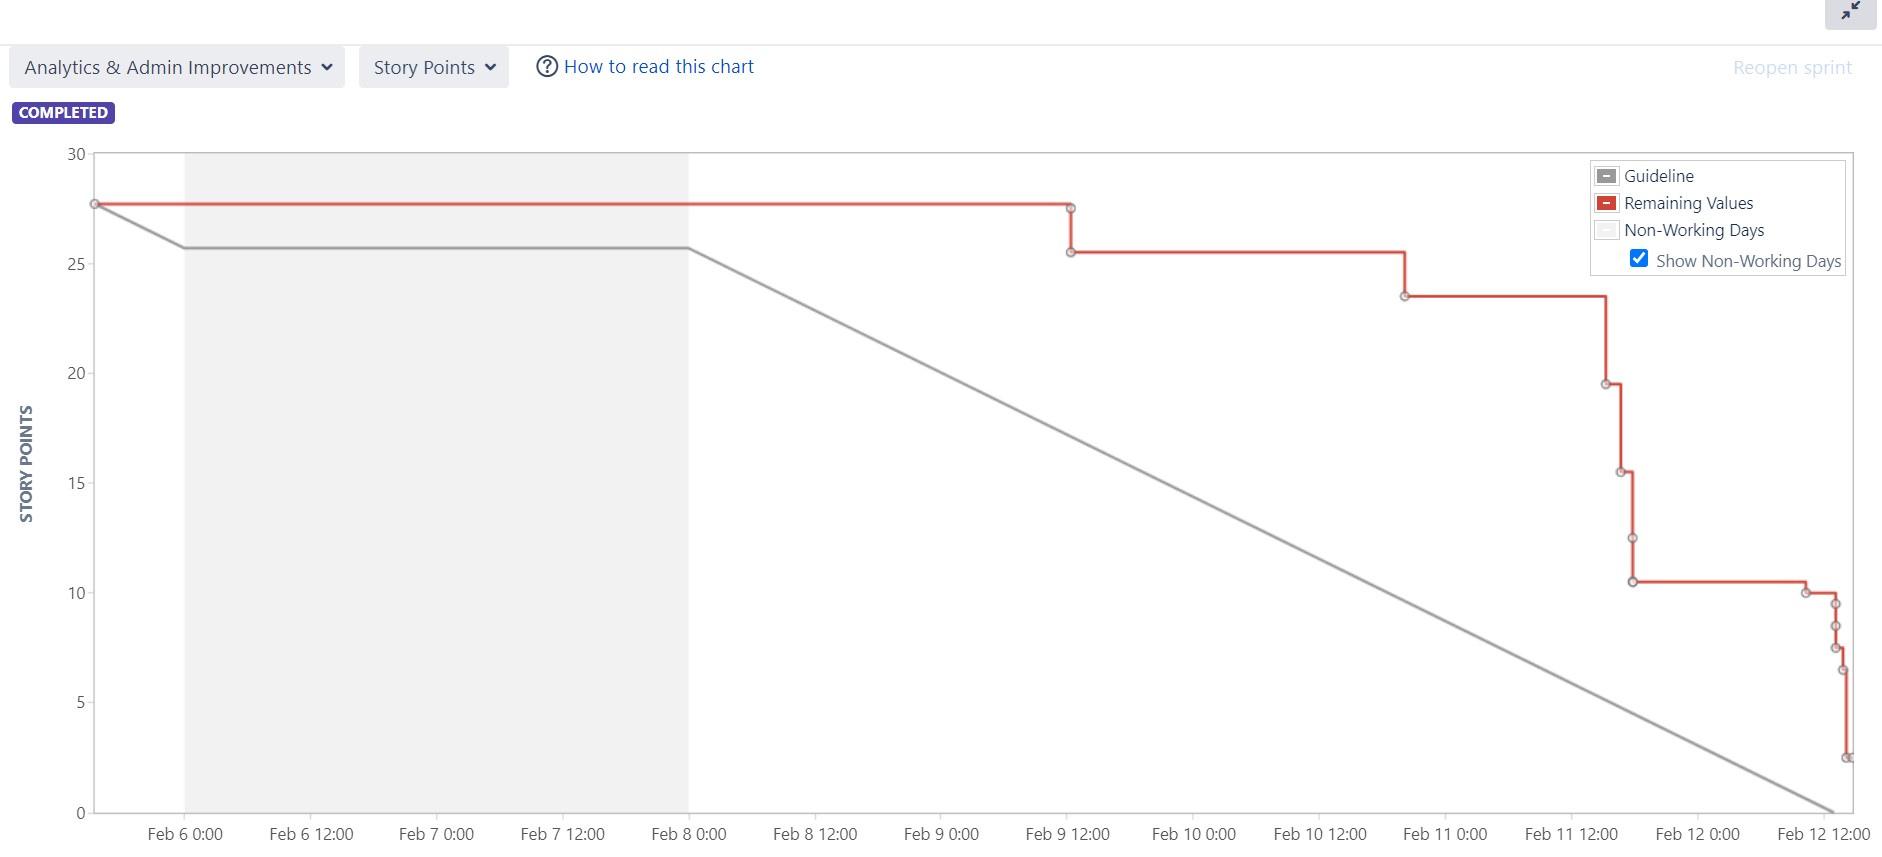 Analytics & Admin Improvements
Story Points
How to read this chart
Reopen sprint
COMPLETED
30
25
20
15
10
5
0
STORY POINTS
Guideline
Remaining Values
Non-Working Days
Show Non-Working Days
Feb 6 0:00 Feb 6 12:00 Feb 7 0:00 Feb 7 12:00 Feb 8 0:00 Feb 8 12:00 Feb 9 0:00 Feb 9 12:00 Feb 10 0:00 Feb 10 12:00 Feb 11 0:00 Feb 11 12:00 Feb 12 0:00 Feb 12 12:00